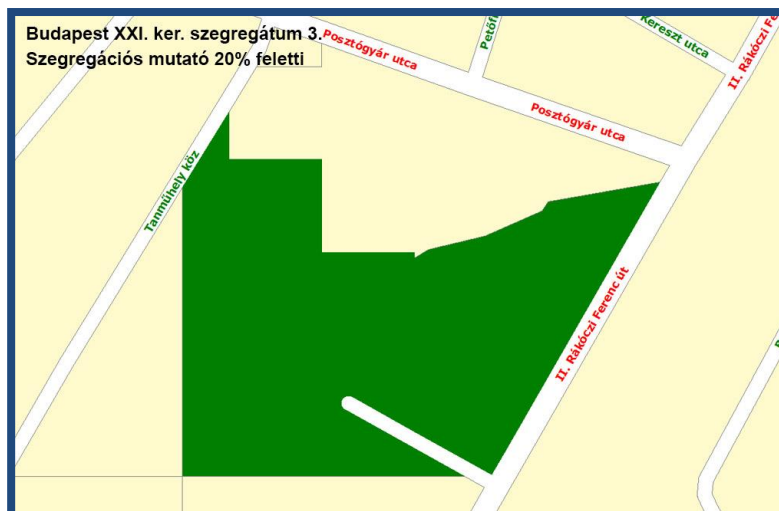 Budapest XXI. ker. szegregátum 3.
Szegregációs mutató 20% feletti
Posztógyár utca
Petőfi
Kereszt utca
II. Rákóczi Fe
Posztógyár utca
Tanműhely köz
II. Rákóczi Ferenc út